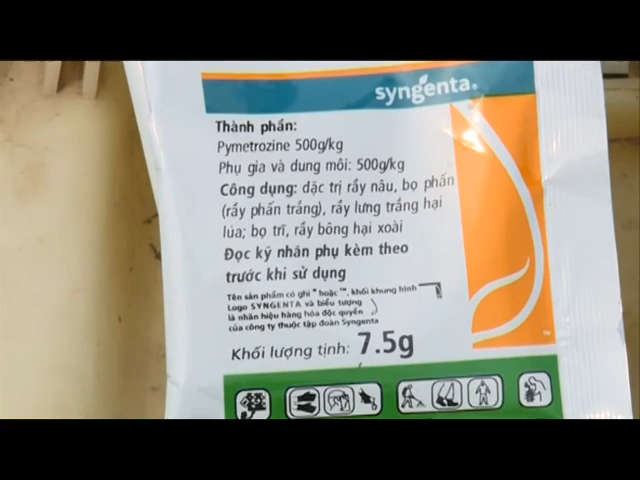 syngenta.
Thành phần:
Pymetrozine 500g/kg
Phụ gia và dung môi: 500g/kg
Công dụng: đặc trị rầy nâu, bọ phấn
(rầy phấn trắng), rầy lưng trắng hại
lúa; bọ trĩ, rầy bông hại xoài
Đọc kỹ nhãn phụ kèm theo
trước khi sử dụng
Tên sản phẩm có ghi ® hoặc ™, khối khung hình
Logo SYNGENTA và biểu tượng
là nhãn hiệu hàng hóa độc quyền
của công ty thuộc tập đoàn Syngenta
Khối lượng tịnh: 7.5g